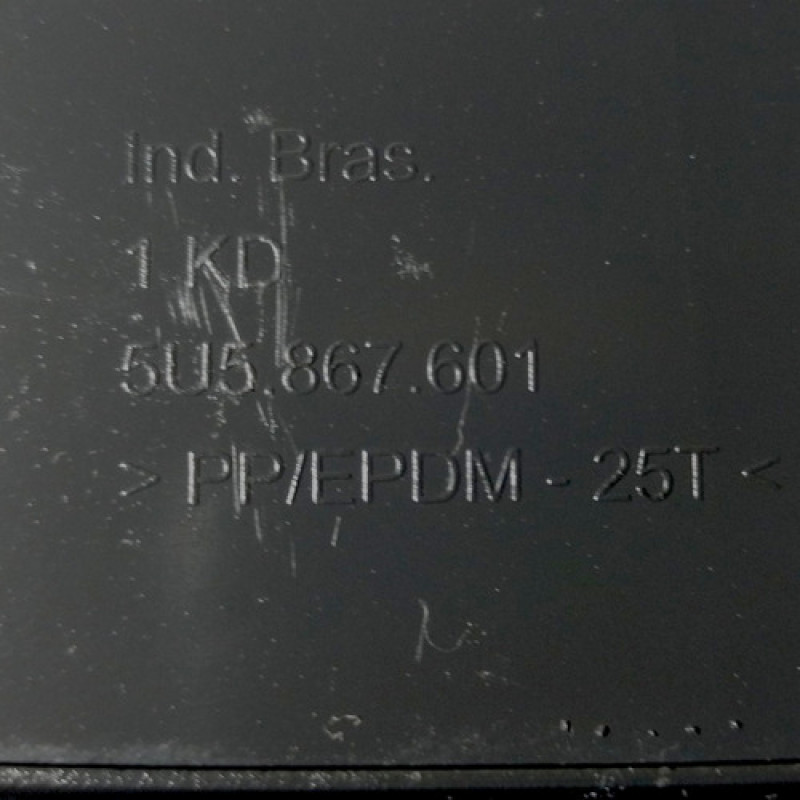 Ind. Bras.
1 KD
5U5.867.601
> PP/EPDM - 25T <